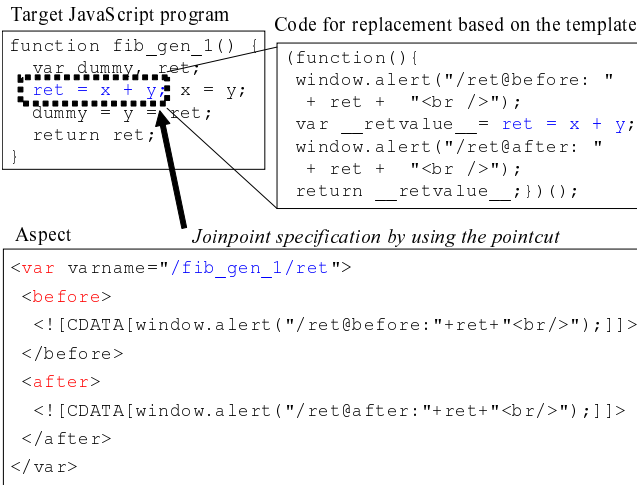 Target JavaScript program
function fib_gen_1() {
var dummy, ret;
ret = x + y; x = y;
dummy = y = ret;
return ret;
}
Code for replacement based on the template
(function(){
window.alert("/ret@before: "
+ ret + "<br />");
var __retvalue__= ret = x + y;
window.alert("/ret@after: "
+ ret + "<br />");
return __retvalue__;})();
Aspect
Joinpoint specification by using the pointcut
<var varname="/fib_gen_1/ret">
<before>
<![CDATA[window.alert("/ret@before:"+ret+"<br/>");]]>
</before>
<after>
<![CDATA[window.alert("/ret@after:"+ret+"<br/>");]]>
</after>
</var>